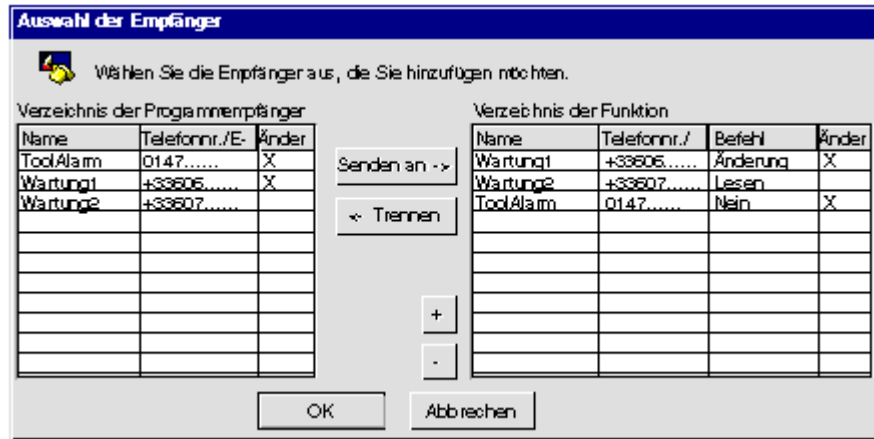 Auswahl der Empfänger
Wählen Sie die Empfänger aus, die Sie hinzufügen möchten.
Verzeichnis der Programmempfänger
Name Telefonnr./E- Änder
ToolAlarm 0147...... X
Wartung1 +33606...... X
Wartung2 +33607......
Senden an ->
<- Trennen
+
-
Verzeichnis der Funktion
Name Telefonnr./ Befehl Änder
Wartung1 +33606...... Änderung X
Wartung2 +33607...... Lesen
ToolAlarm 0147...... Nein X
OK Abbrechen